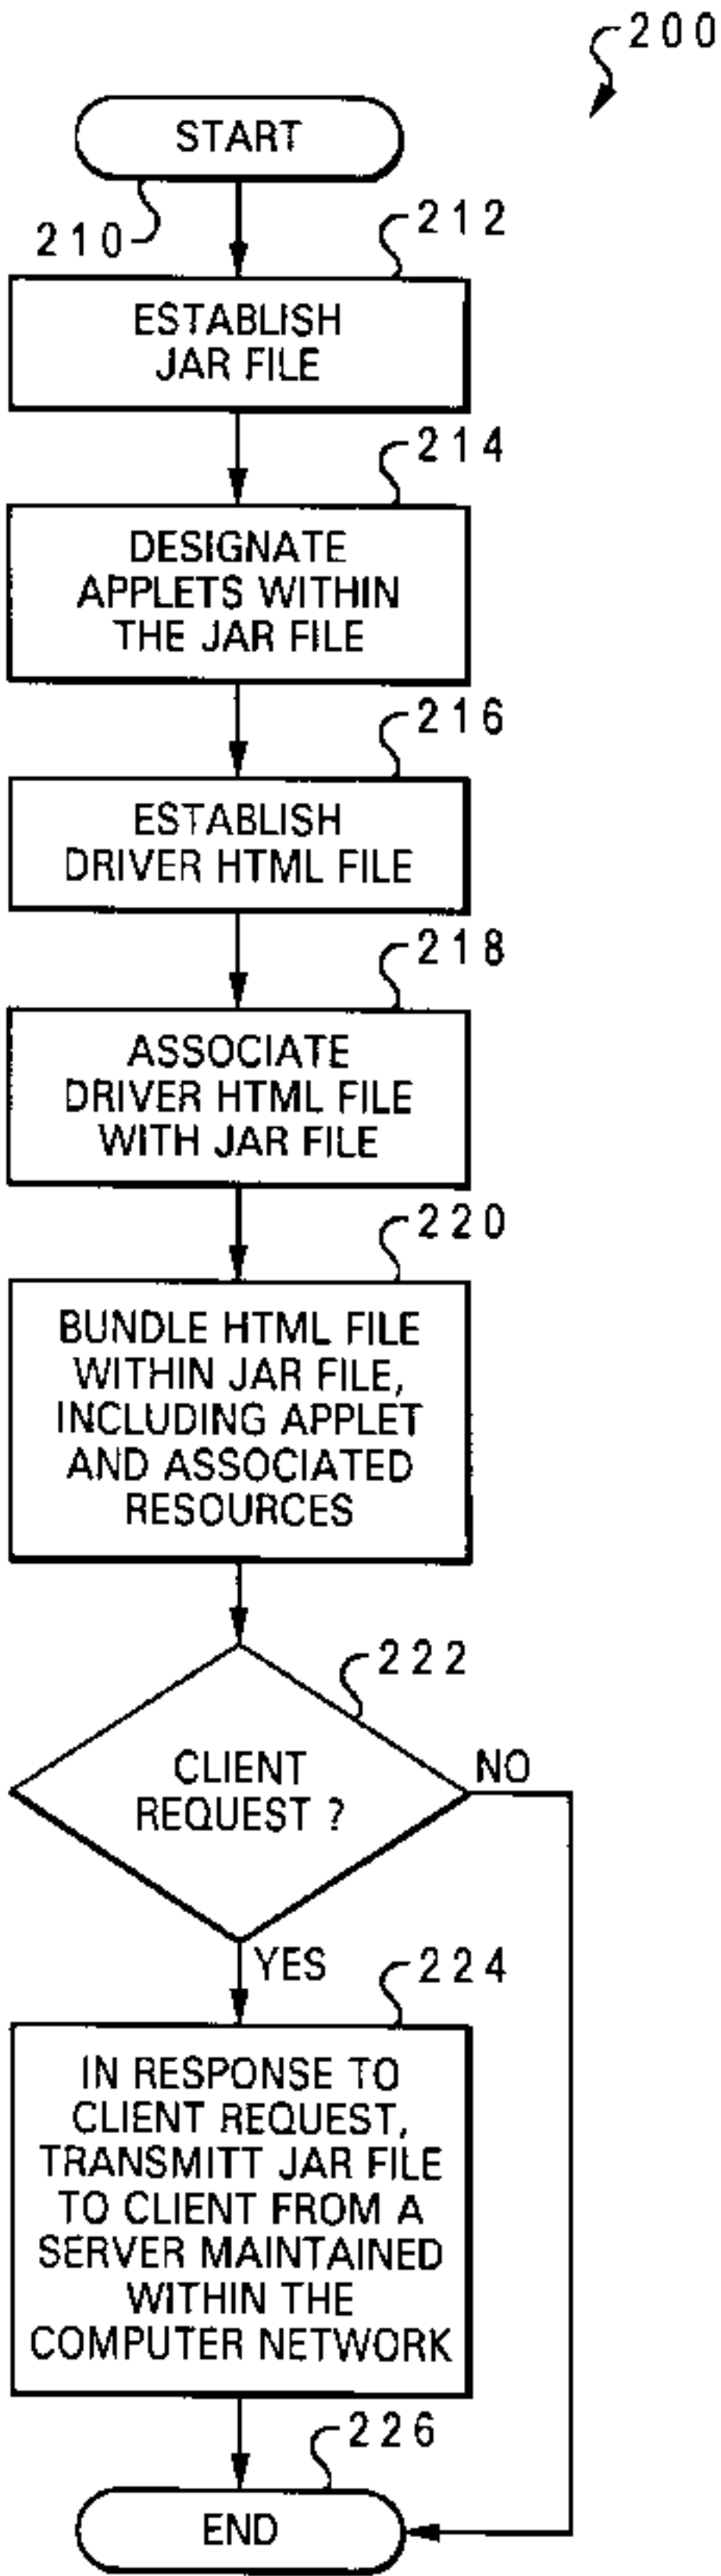 200
START
210
212
ESTABLISH
JAR FILE
214
DESIGNATE
APPLETS WITHIN
THE JAR FILE
216
ESTABLISH
DRIVER HTML FILE
218
ASSOCIATE
DRIVER HTML FILE
WITH JAR FILE
220
BUNDLE HTML FILE
WITHIN JAR FILE,
INCLUDING APPLET
AND ASSOCIATED
RESOURCES
222
CLIENT
REQUEST ?
NO
YES
224
IN RESPONSE TO
CLIENT REQUEST,
TRANSMITT JAR FILE
TO CLIENT FROM A
SERVER MAINTAINED
WITHIN THE
COMPUTER NETWORK
226
END